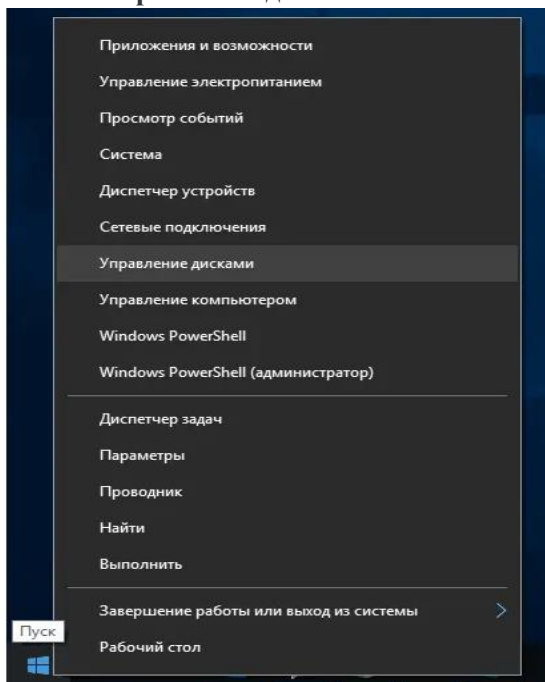 Приложения и возможности
Управление электропитанием
Просмотр событий
Система
Диспетчер устройств
Сетевые подключения
Управление дисками
Управление компьютером
Windows PowerShell
Windows PowerShell (администратор)
Диспетчер задач
Параметры
Проводник
Найти
Выполнить
Завершение работы или выход из системы
Пуск
Рабочий стол